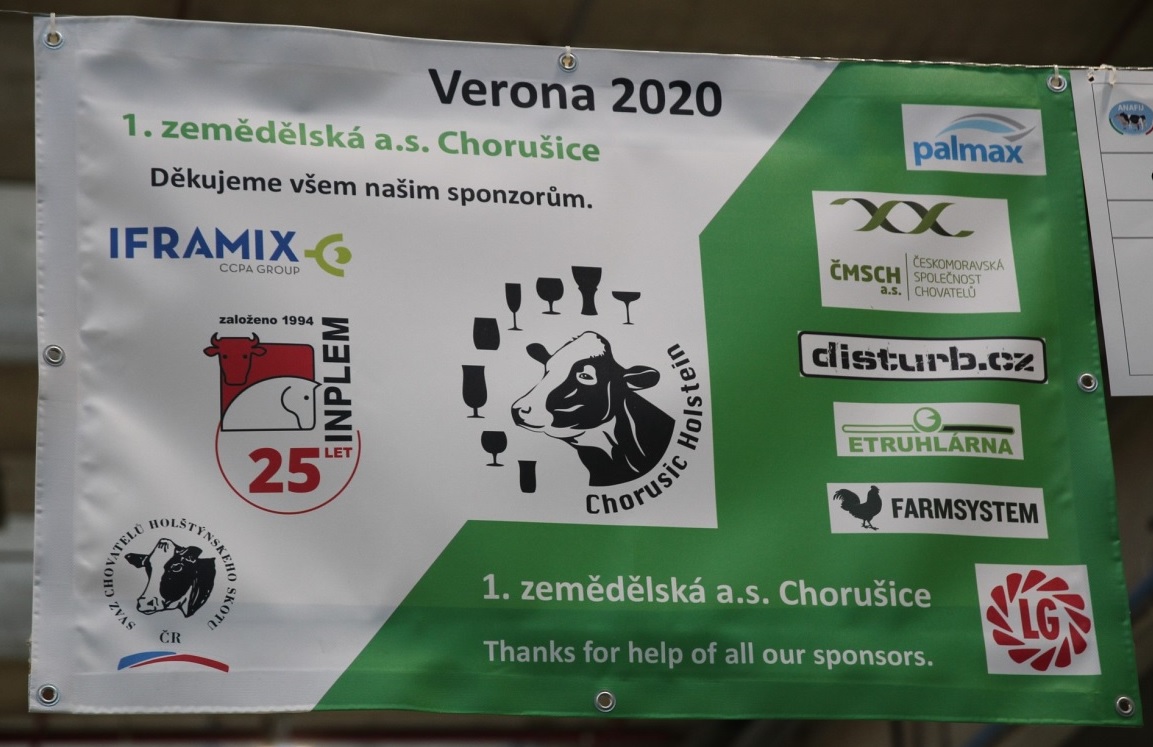 Verona 2020
1. zemědělská a.s. Chorušice
Děkujeme všem našim sponzorům.
IFRAMIX
CCPA GROUP
založeno 1994
INPLEM
25 LET
Chorusic Holstein
SVAZ CHOVATELŮ HOLŠTÝNSKEHO SKOTU
ČR
palmax
ČMSCH
a.s.
ČESKOMORAVSKÁ
SPOLEČNOST
CHOVATELŮ
disturb.cz
ETRUHLÁRNA
FARMSYSTEM
LG
1. zemědělská a.s. Chorušice
Thanks for help of all our sponsors.